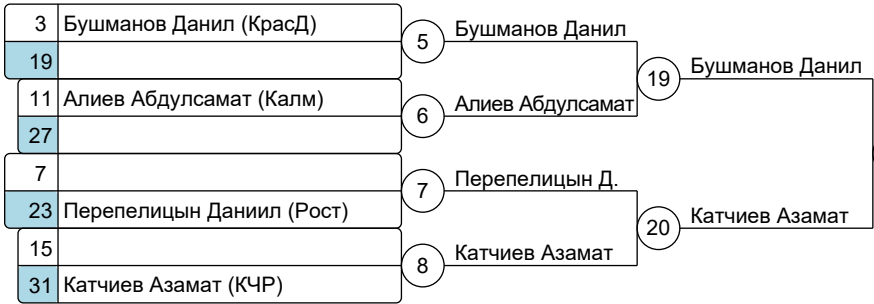 3 Бушманов Данил (КрасД)
19
5
Бушманов Данил
11 Алиев Абдулсамат (Калм)
27
6
Алиев Абдулсамат
19
Бушманов Данил
7
23 Перепелицын Даниил (Рост)
7
Перепелицын Д.
15
31 Катчиев Азамат (КЧР)
8
Катчиев Азамат
20
Катчиев Азамат